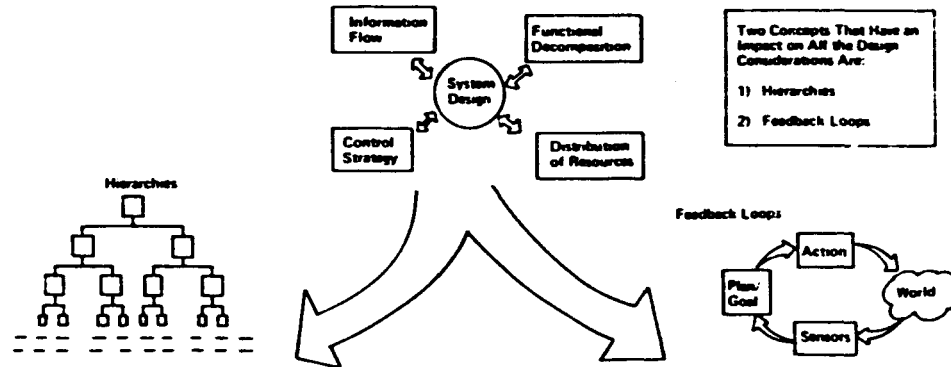 Information
Flow
Functional
Decomposition
System
Design
Control
Strategy
Distribution
of Resources
Two Concepts That Have an
Impact on All the Design
Considerations Are:
1) Hierarchies
2) Feedback Loops
Hierarchies
Feedback Loops
Action
Plan/
Goal
World
Sensors